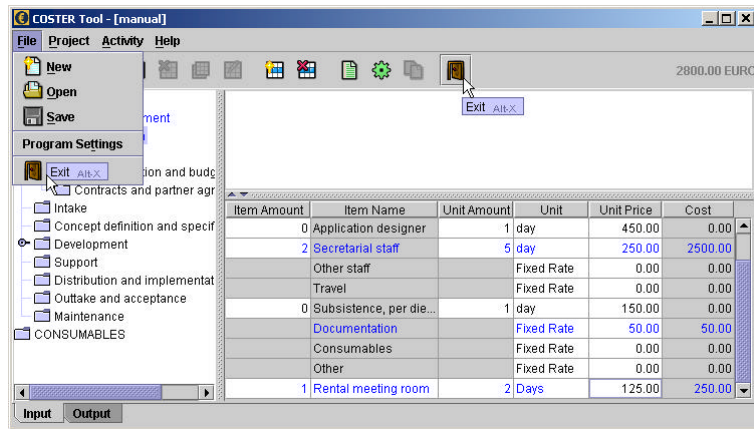 COSTER Tool - [manual]
File Project Activity Help
New
Open
Save
Program Settings
Exit Alt-X
2800.00 EURO
Exit Alt-X
ment
tion and budg
Contracts and partner agr
Intake
Concept definition and specif
Development
Support
Distribution and implementat
Outtake and acceptance
Maintenance
CONSUMABLES
Item Amount Item Name Unit Amount Unit Unit Price Cost
0 Application designer 1 day 450.00 0.00
2 Secretarial staff 5 day 250.00 2500.00
Other staff Fixed Rate 0.00 0.00
Travel Fixed Rate 0.00 0.00
0 Subsistence, per die... 1 day 150.00 0.00
Documentation Fixed Rate 50.00 50.00
Consumables Fixed Rate 0.00 0.00
Other Fixed Rate 0.00 0.00
1 Rental meeting room 2 Days 125.00 250.00
Input Output